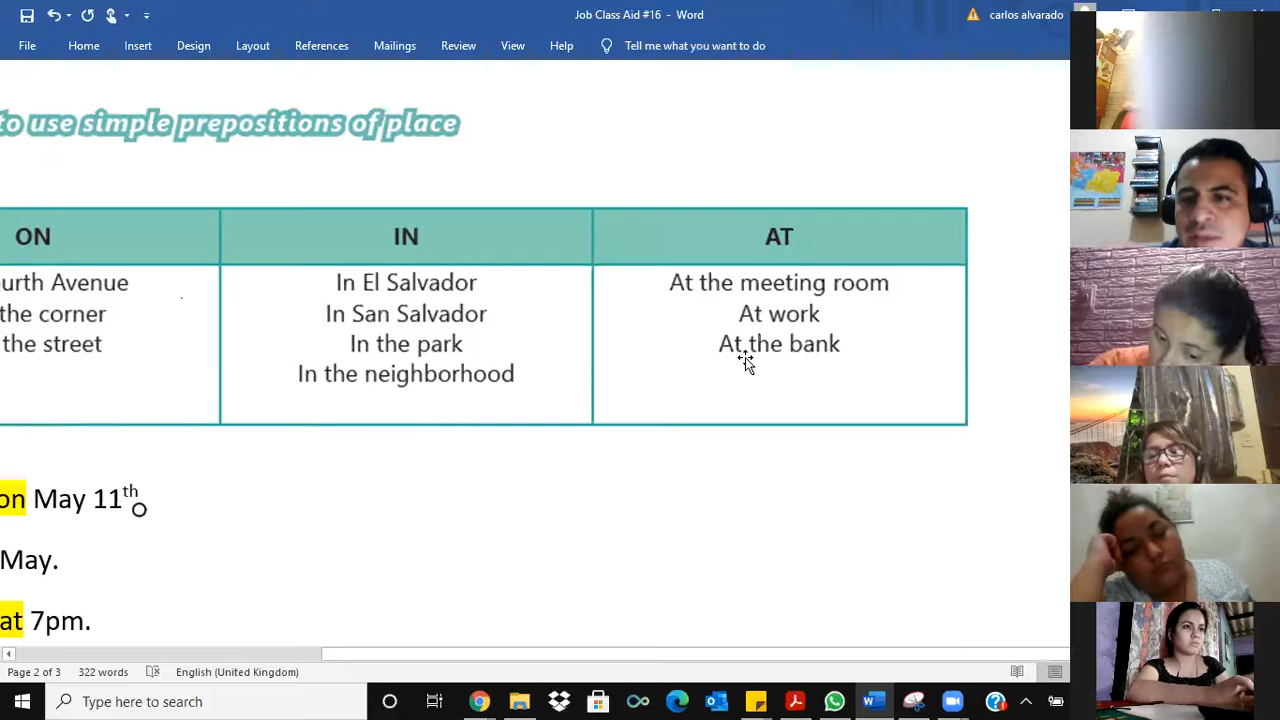 Job Class Aid #16 - Word
carlos alvarado
File Home Insert Design Layout References Mailings Review View Help Tell me what you want to do
to use simple prepositions of place
ON IN AT
urth Avenue
the corner
the street
In El Salvador
In San Salvador
In the park
In the neighborhood
At the meeting room
At work
At the bank
on May 11th
May.
at 7pm.
Page 2 of 3 322 words English (United Kingdom)
Type here to search